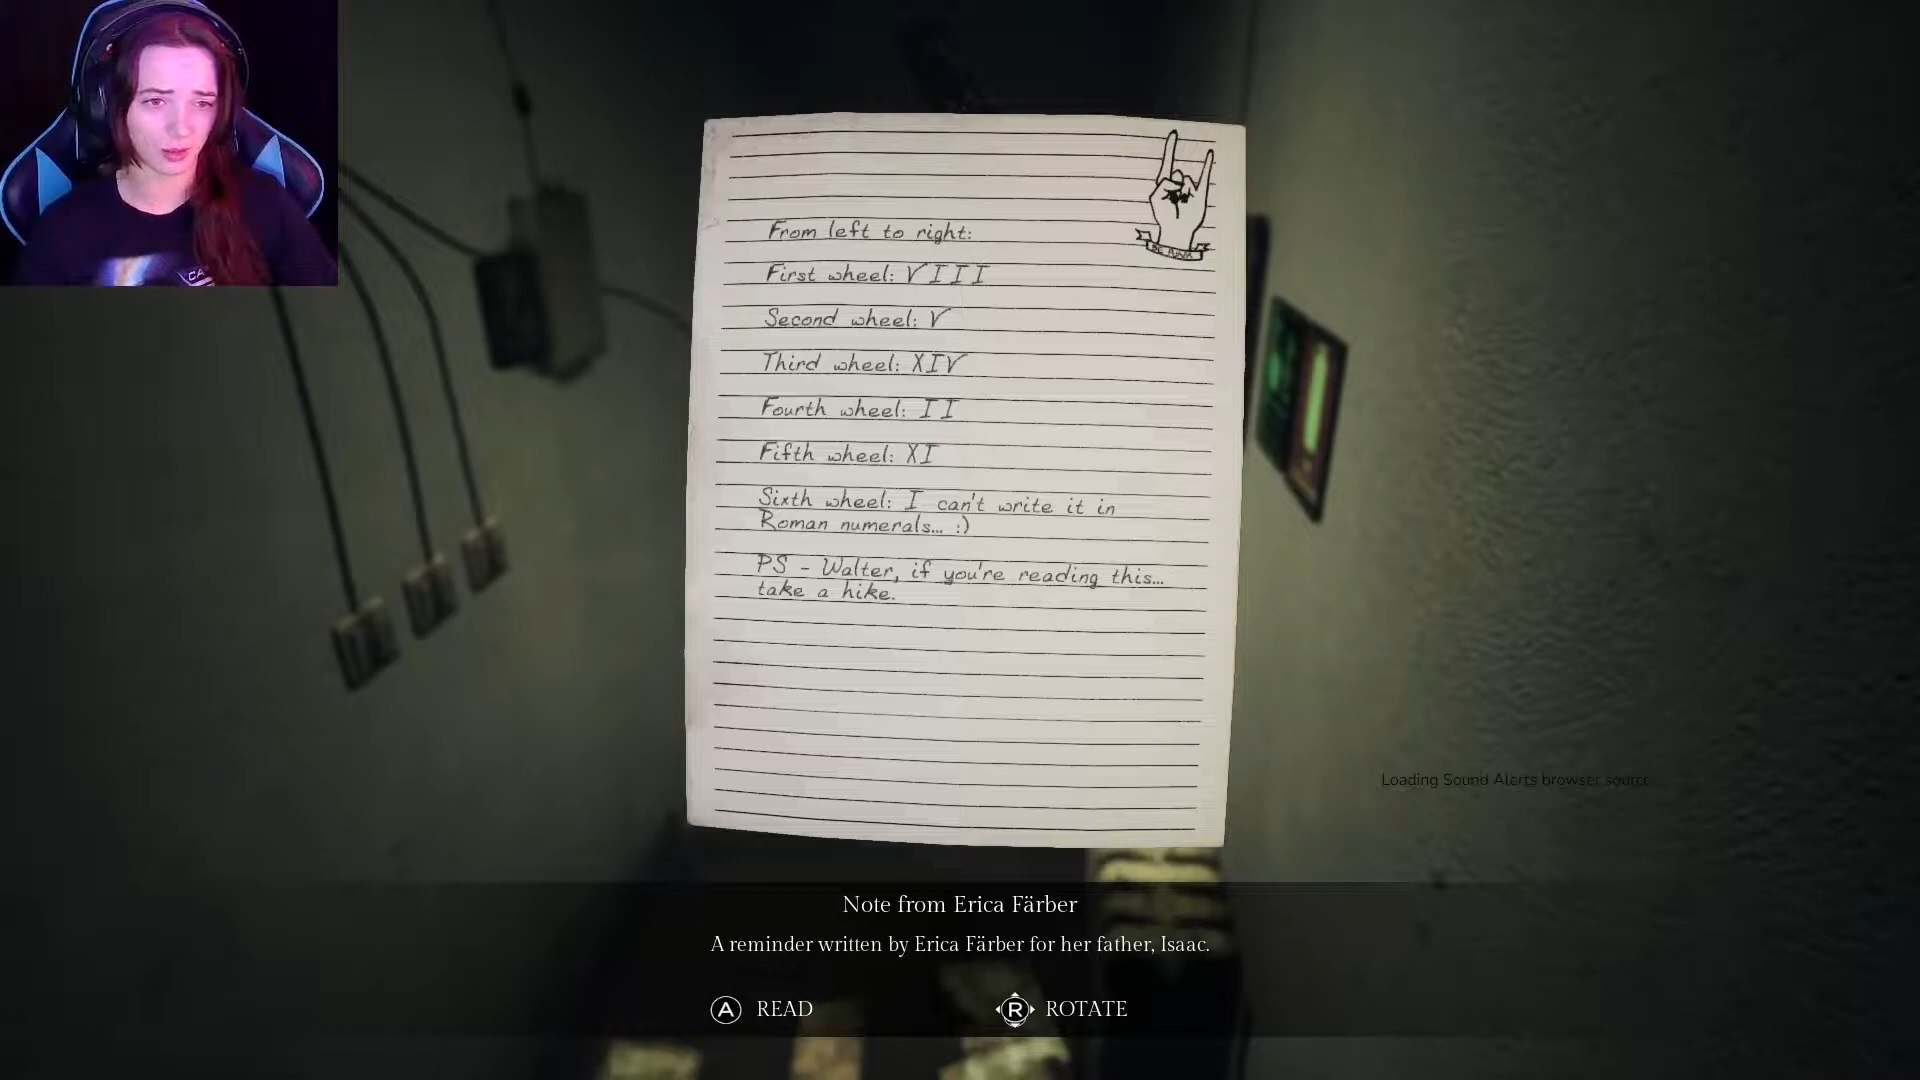 From left to right:
First wheel: VIII
Second wheel: V
Third wheel: XIV
Fourth wheel: II
Fifth wheel: XI
Sixth wheel: I can't write it in
Roman numerals... :)
PS - Walter, if you're reading this...
take a hike.
Loading Sound Alerts browser source
Note from Erica Färber
A reminder written by Erica Färber for her father, Isaac.
A READ
R ROTATE